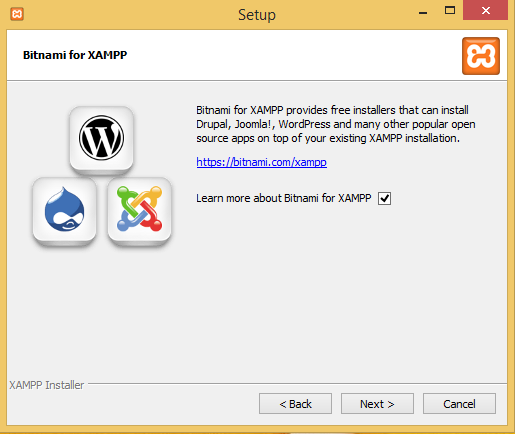 Setup
Bitnami for XAMPP
Bitnami for XAMPP provides free installers that can install
Drupal, Joomla!, WordPress and many other popular open
source apps on top of your existing XAMPP installation.
https://bitnami.com/xampp
Learn more about Bitnami for XAMPP
XAMPP Installer
< Back
Next >
Cancel